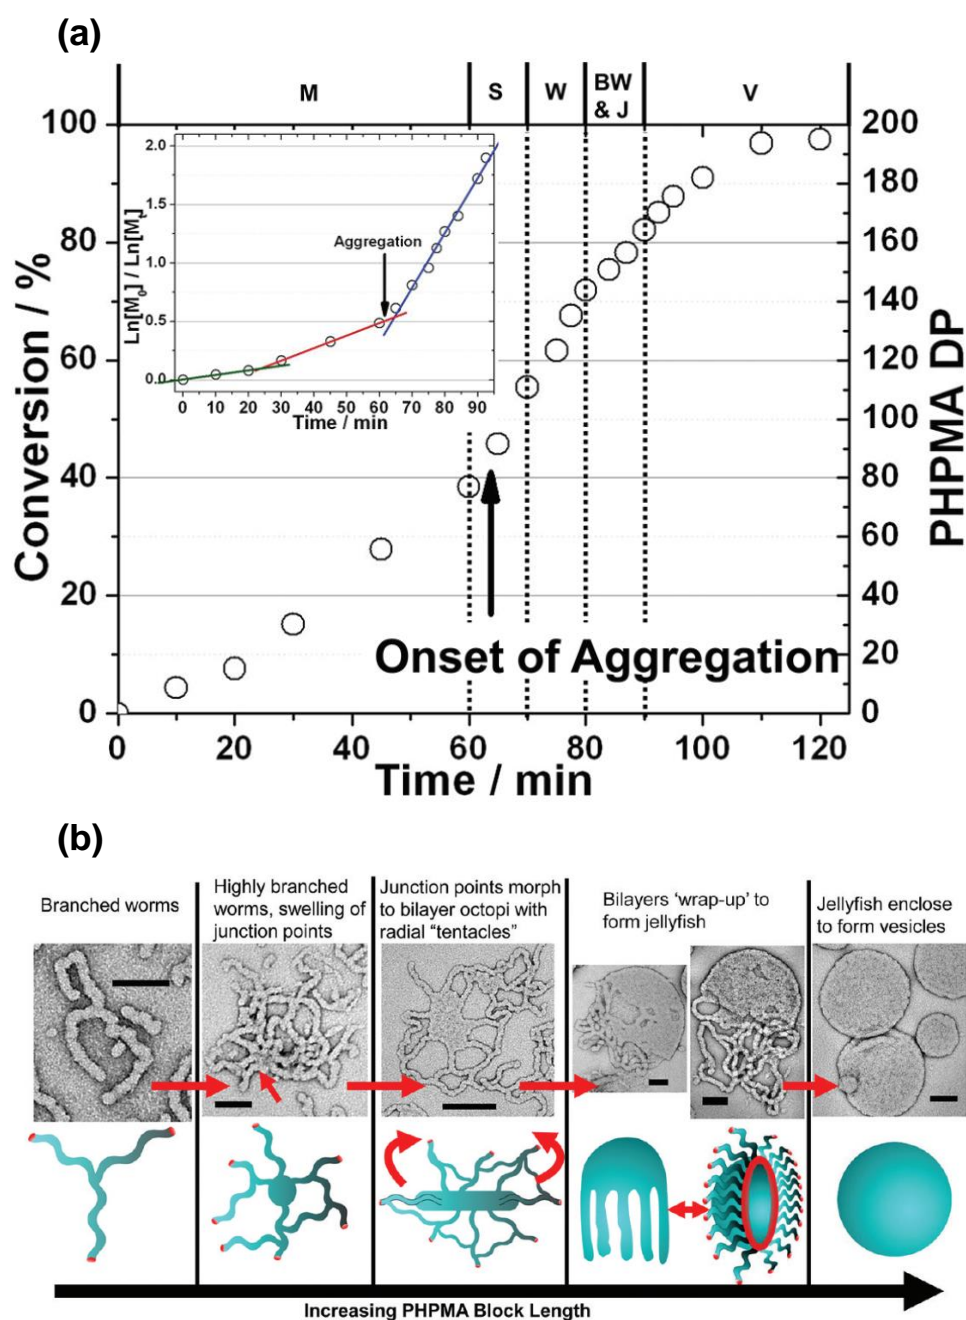 (a)
M
S
W
BW
& J
V
100
80
60
40
20
0
Conversion / %
200
180
160
140
120
100
80
60
40
20
0
PHPMA DP
2.0
1.5
1.0
0.5
0.0
Ln[M0] / Ln[Mt]
Aggregation
0 10 20 30 40 50 60 70 80 90
Time / min
Onset of Aggregation
0 20 40 60 80 100 120
Time / min
(b)
Branched worms
Highly branched
worms, swelling of
junction points
Junction points morph
to bilayer octopi with
radial "tentacles"
Bilayers 'wrap-up' to
form jellyfish
Jellyfish enclose
to form vesicles
Increasing PHPMA Block Length